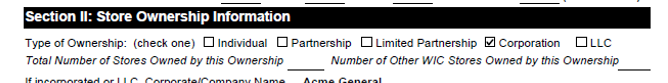 Section II: Store Ownership Information
Type of Ownership: (check one) ☐ Individual ☐ Partnership ☐ Limited Partnership ☑ Corporation ☐ LLC
Total Number of Stores Owned by this Ownership ______ Number of Other WIC Stores Owned by this Ownership______
If incorporated or LLC, Corporate/Company Name Acme General